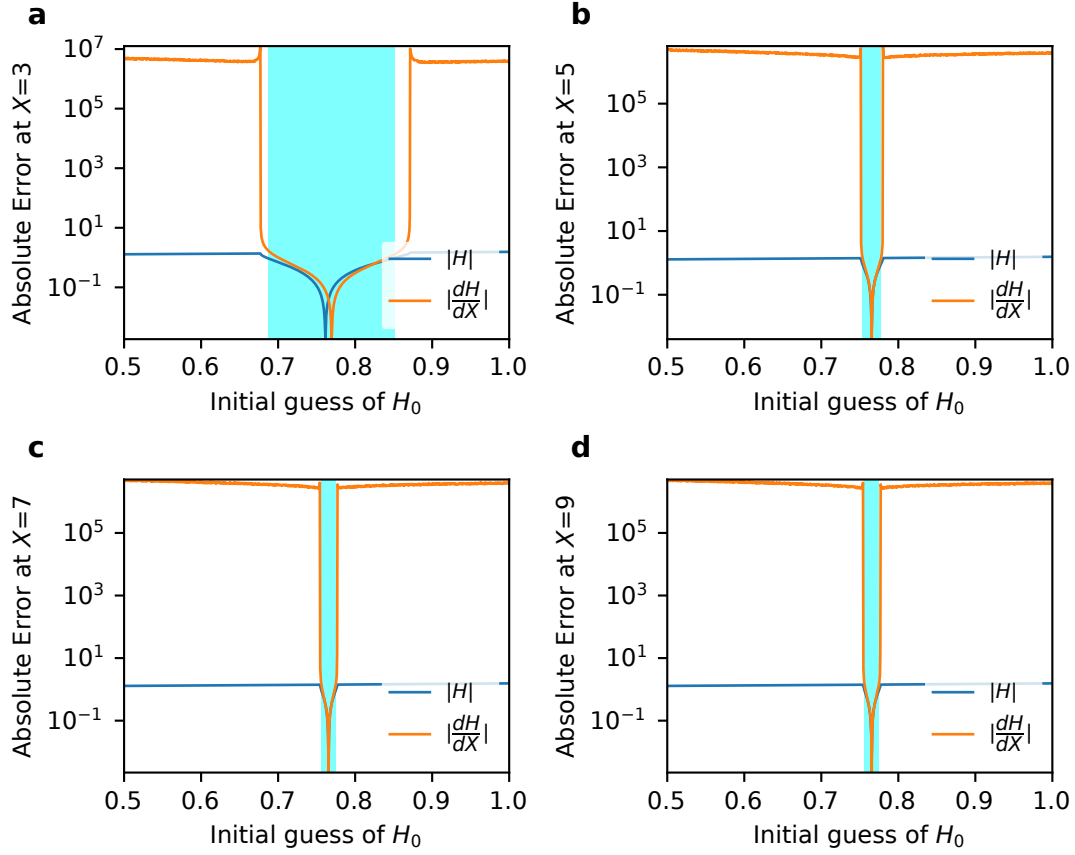 a
Absolute Error at X=3
10^7
10^5
10^3
10^1
10^−1
|H|
|dH/dX|
0.5 0.6 0.7 0.8 0.9 1.0
Initial guess of H_0
b
Absolute Error at X=5
10^5
10^3
10^1
10^−1
|H|
|dH/dX|
0.5 0.6 0.7 0.8 0.9 1.0
Initial guess of H_0
c
Absolute Error at X=7
10^5
10^3
10^1
10^−1
|H|
|dH/dX|
0.5 0.6 0.7 0.8 0.9 1.0
Initial guess of H_0
d
Absolute Error at X=9
10^5
10^3
10^1
10^−1
|H|
|dH/dX|
0.5 0.6 0.7 0.8 0.9 1.0
Initial guess of H_0